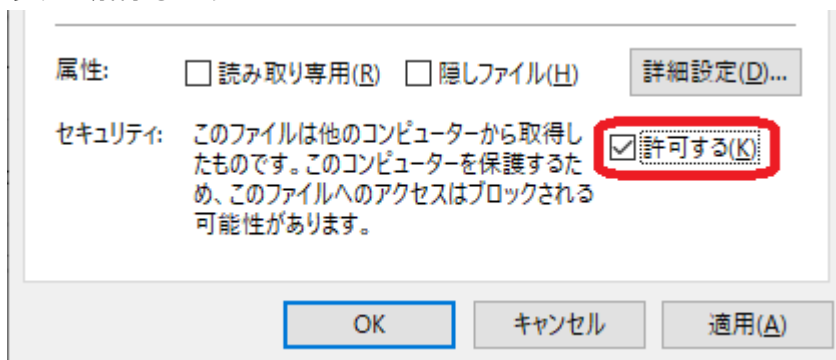 属性: 読み取り専用(R) 隠しファイル(H) 詳細設定(D)...
セキュリティ: このファイルは他のコンピューターから取得し 許可する(K)
たものです。このコンピューターを保護するた
め、このファイルへのアクセスはブロックされる
可能性があります。
OK キャンセル 適用(A)